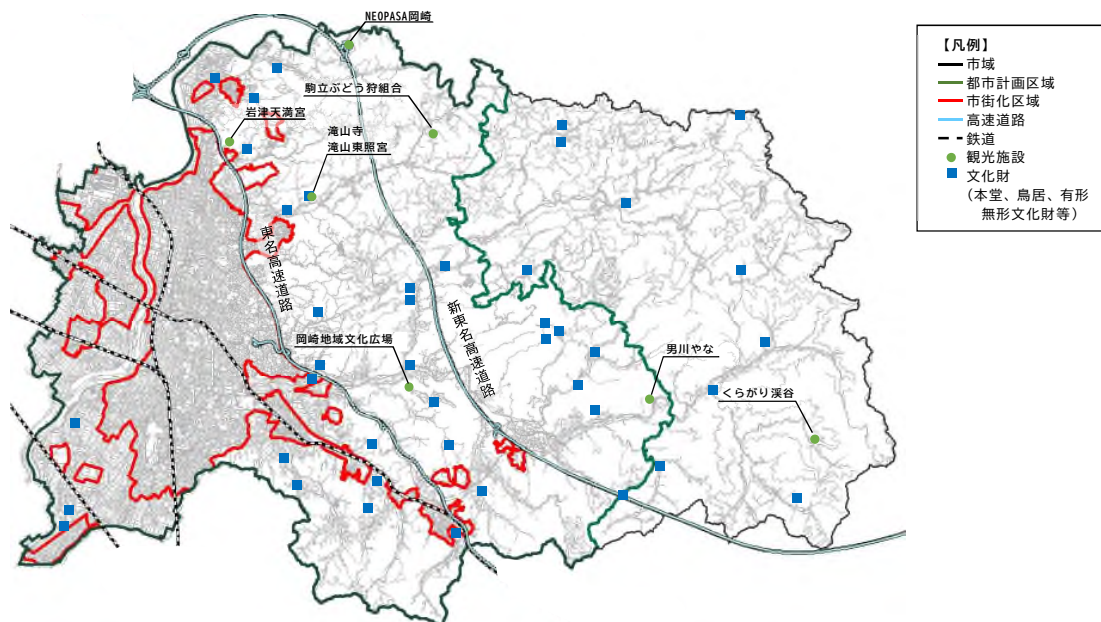 NEOPASA岡崎
駒立ぶどう狩組合
岩津天満宮
滝山寺
滝山東照宮
東名高速道路
新東名高速道路
岡崎地域文化広場
男川やな
くらがり渓谷
【凡例】
市域
都市計画区域
市街化区域
高速道路
鉄道
観光施設
文化財
(本堂、鳥居、有形
無形文化財等)